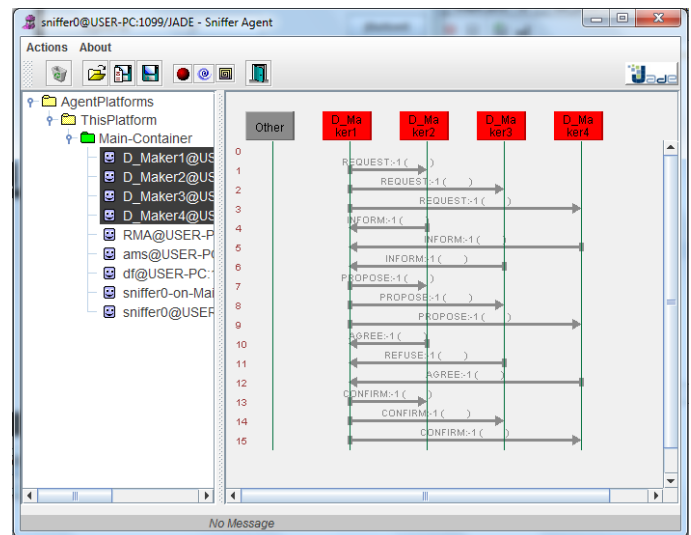 sniffer0@USER-PC:1099/JADE - Sniffer Agent
Actions About
Jade
AgentPlatforms
ThisPlatform
Main-Container
D_Maker1@US
D_Maker2@US
D_Maker3@US
D_Maker4@US
RMA@USER-P
ams@USER-P
df@USER-PC:
sniffer0-on-Mai
sniffer0@USER
Other
D_Ma
ker1
D_Ma
ker2
D_Ma
ker3
D_Ma
ker4
0
1
REQUEST:-1 ( )
2
REQUEST:-1 ( )
3
REQUEST:-1 ( )
4
INFORM:-1 ( )
5
INFORM:-1 ( )
6
INFORM:-1 ( )
7
PROPOSE:-1 ( )
8
PROPOSE:-1 ( )
9
PROPOSE:-1 ( )
10
AGREE:-1 ( )
11
REFUSE:-1 ( )
12
AGREE:-1 ( )
13
CONFIRM:-1 ( )
14
CONFIRM:-1 ( )
15
CONFIRM:-1 ( )
No Message